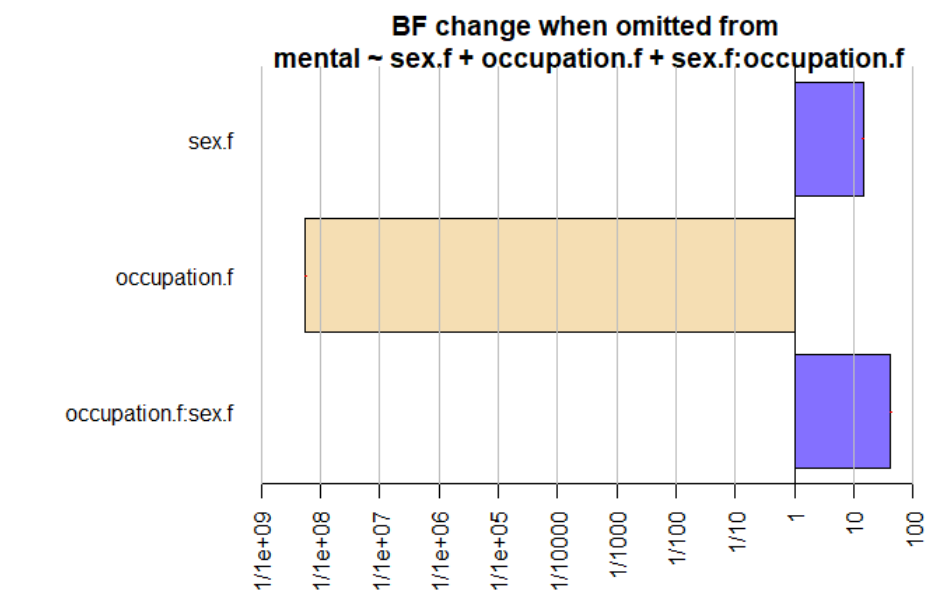 BF change when omitted from
mental ~ sex.f + occupation.f + sex.f:occupation.f
sex.f
occupation.f
occupation.f:sex.f
1/1e+09
1/1e+08
1/1e+07
1/1e+06
1/1e+05
1/10000
1/1000
1/100
1/10
1
10
100